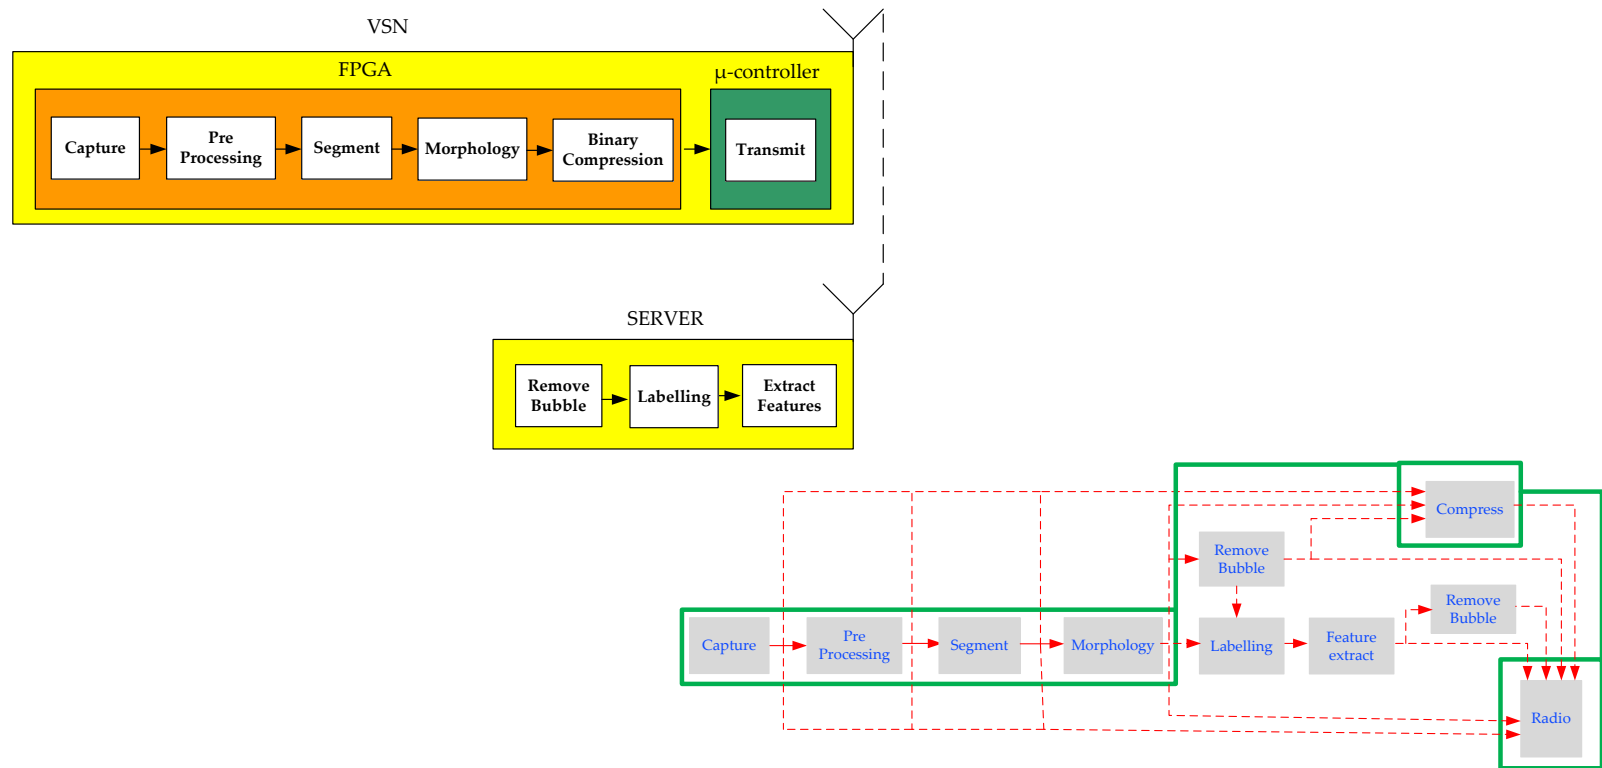 VSN
FPGA
μ-controller
Capture
Pre
Processing
Segment
Morphology
Binary
Compression
Transmit
SERVER
Remove
Bubble
Labelling
Extract
Features
Compress
Remove
Bubble
Remove
Bubble
Capture
Pre
Processing
Segment
Morphology
Labelling
Feature
extract
Radio